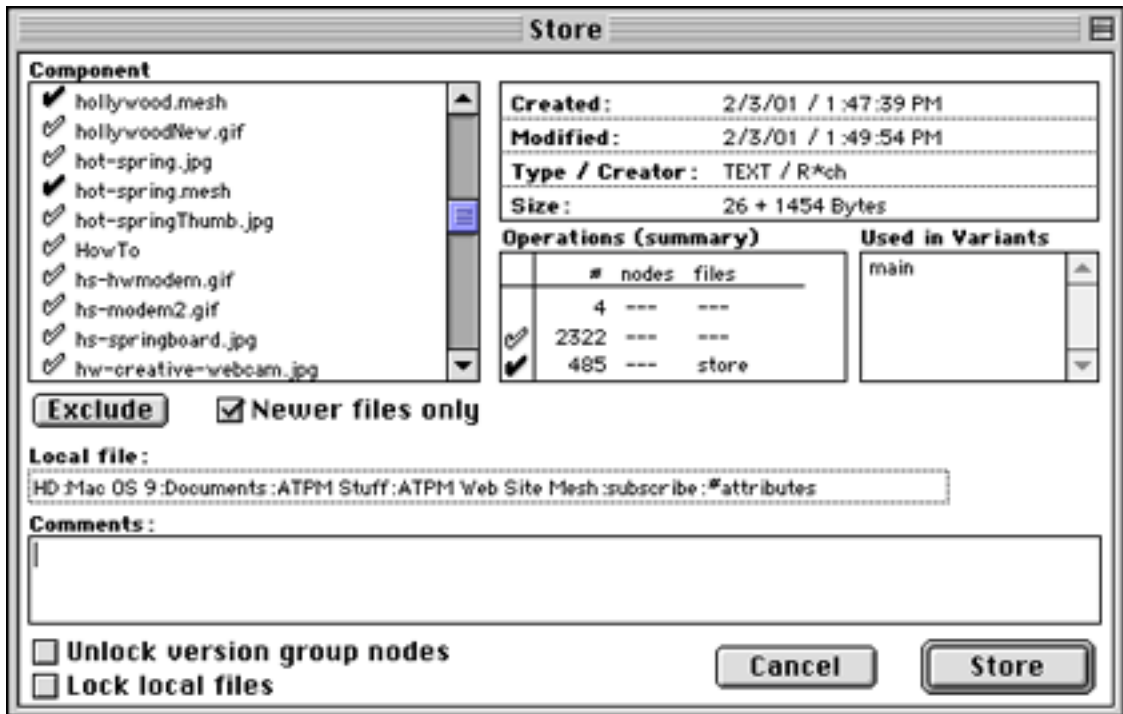 Store
Component
hollywood.mesh
hollywoodNew.gif
hot-spring.jpg
hot-spring.mesh
hot-springThumb.jpg
HowTo
hs-hwmodem.gif
hs-modem2.gif
hs-springboard.jpg
hw-creative-webcam.jpg
Created: 2/3/01 / 1:47:39 PM
Modified: 2/3/01 / 1:49:54 PM
Type / Creator: TEXT / R*ch
Size: 26 + 1454 Bytes
Operations (summary)
# nodes files
4 --- ---
2322 --- ---
485 --- store
Used in Variants
main
Exclude
Newer files only
Local file:
HD:Mac OS 9:Documents:ATPM Stuff:ATPM Web Site Mesh:subscribe:#attributes
Comments:
Unlock version group nodes
Lock local files
Cancel
Store